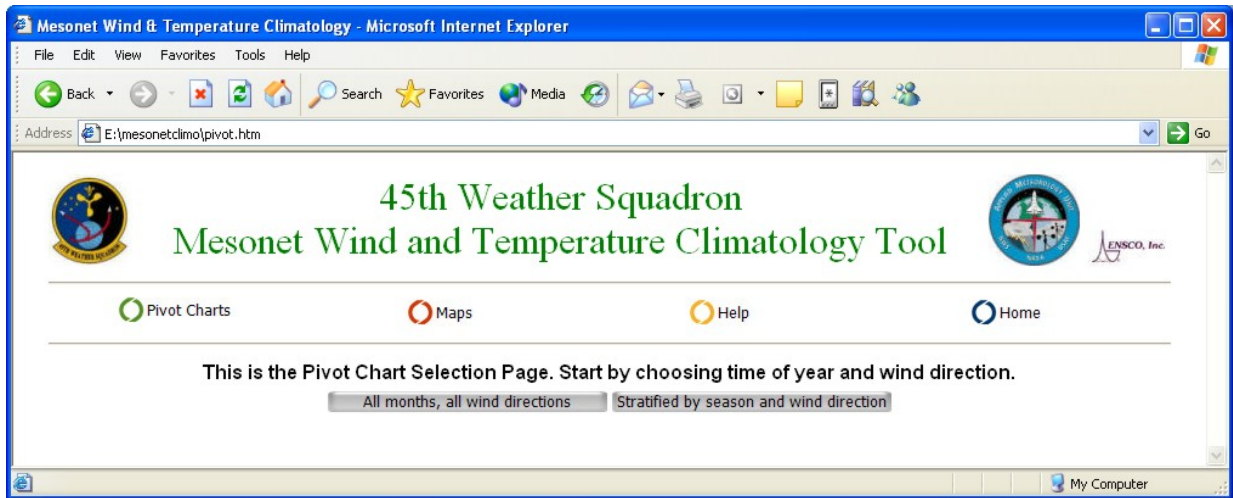 Mesonet Wind & Temperature Climatology - Microsoft Internet Explorer
File Edit View Favorites Tools Help
Back Search Favorites Media
Address E:\mesonetclimo\pivot.htm Go
45th Weather Squadron
Mesonet Wind and Temperature Climatology Tool
ENSCO, Inc.
Pivot Charts Maps Help Home
This is the Pivot Chart Selection Page. Start by choosing time of year and wind direction.
All months, all wind directions Stratified by season and wind direction
My Computer